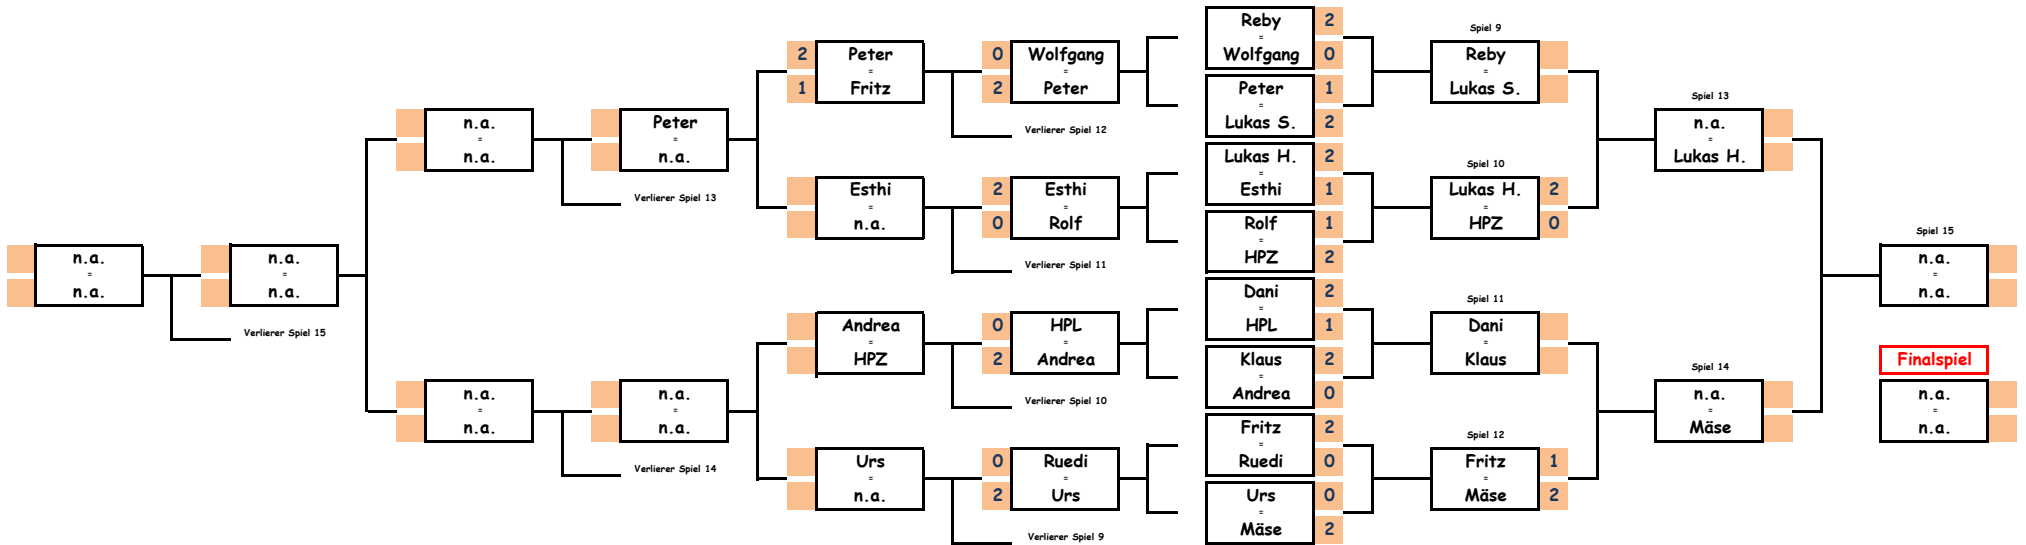 Reby 2
=
Wolfgang 0
Peter 1
=
Lukas S. 2
Lukas H. 2
=
Esthi 1
Rolf 1
=
HPZ 2
Dani 2
=
HPL 1
Klaus 2
=
Andrea 0
Fritz 2
=
Ruedi 0
Urs 0
=
Mäse 2
Spiel 9
Reby
=
Lukas S.
Spiel 10
Lukas H. 2
=
HPZ 0
Spiel 11
Dani
=
Klaus
Spiel 12
Fritz 1
=
Mäse 2
Spiel 13
n.a.
=
Lukas H.
Spiel 14
n.a.
=
Mäse
Spiel 15
n.a.
=
n.a.
Finalspiel
n.a.
=
n.a.
0 Wolfgang
=
2 Peter
Verlierer Spiel 12
2 Esthi
=
0 Rolf
Verlierer Spiel 11
0 HPL
=
2 Andrea
Verlierer Spiel 10
0 Ruedi
=
2 Urs
Verlierer Spiel 9
2 Peter
=
1 Fritz
Esthi
=
n.a.
Andrea
=
HPZ
Urs
=
n.a.
Peter
=
n.a.
Verlierer Spiel 13
n.a.
=
n.a.
Verlierer Spiel 14
n.a.
=
n.a.
n.a.
=
n.a.
n.a.
=
n.a.
Verlierer Spiel 15
n.a.
=
n.a.